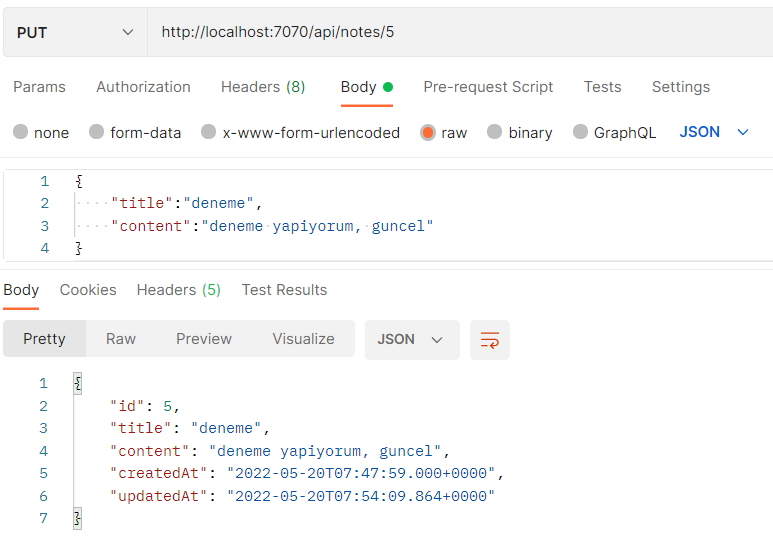 PUT http://localhost:7070/api/notes/5
Params Authorization Headers (8) Body Pre-request Script Tests Settings
none form-data x-www-form-urlencoded raw binary GraphQL JSON
1 {
2 "title":"deneme",
3 "content":"deneme yapiyorum, guncel"
4 }
Body Cookies Headers (5) Test Results
Pretty Raw Preview Visualize JSON
1 {
2 "id": 5,
3 "title": "deneme",
4 "content": "deneme yapiyorum, guncel",
5 "createdAt": "2022-05-20T07:47:59.000+0000",
6 "updatedAt": "2022-05-20T07:54:09.864+0000"
7 }